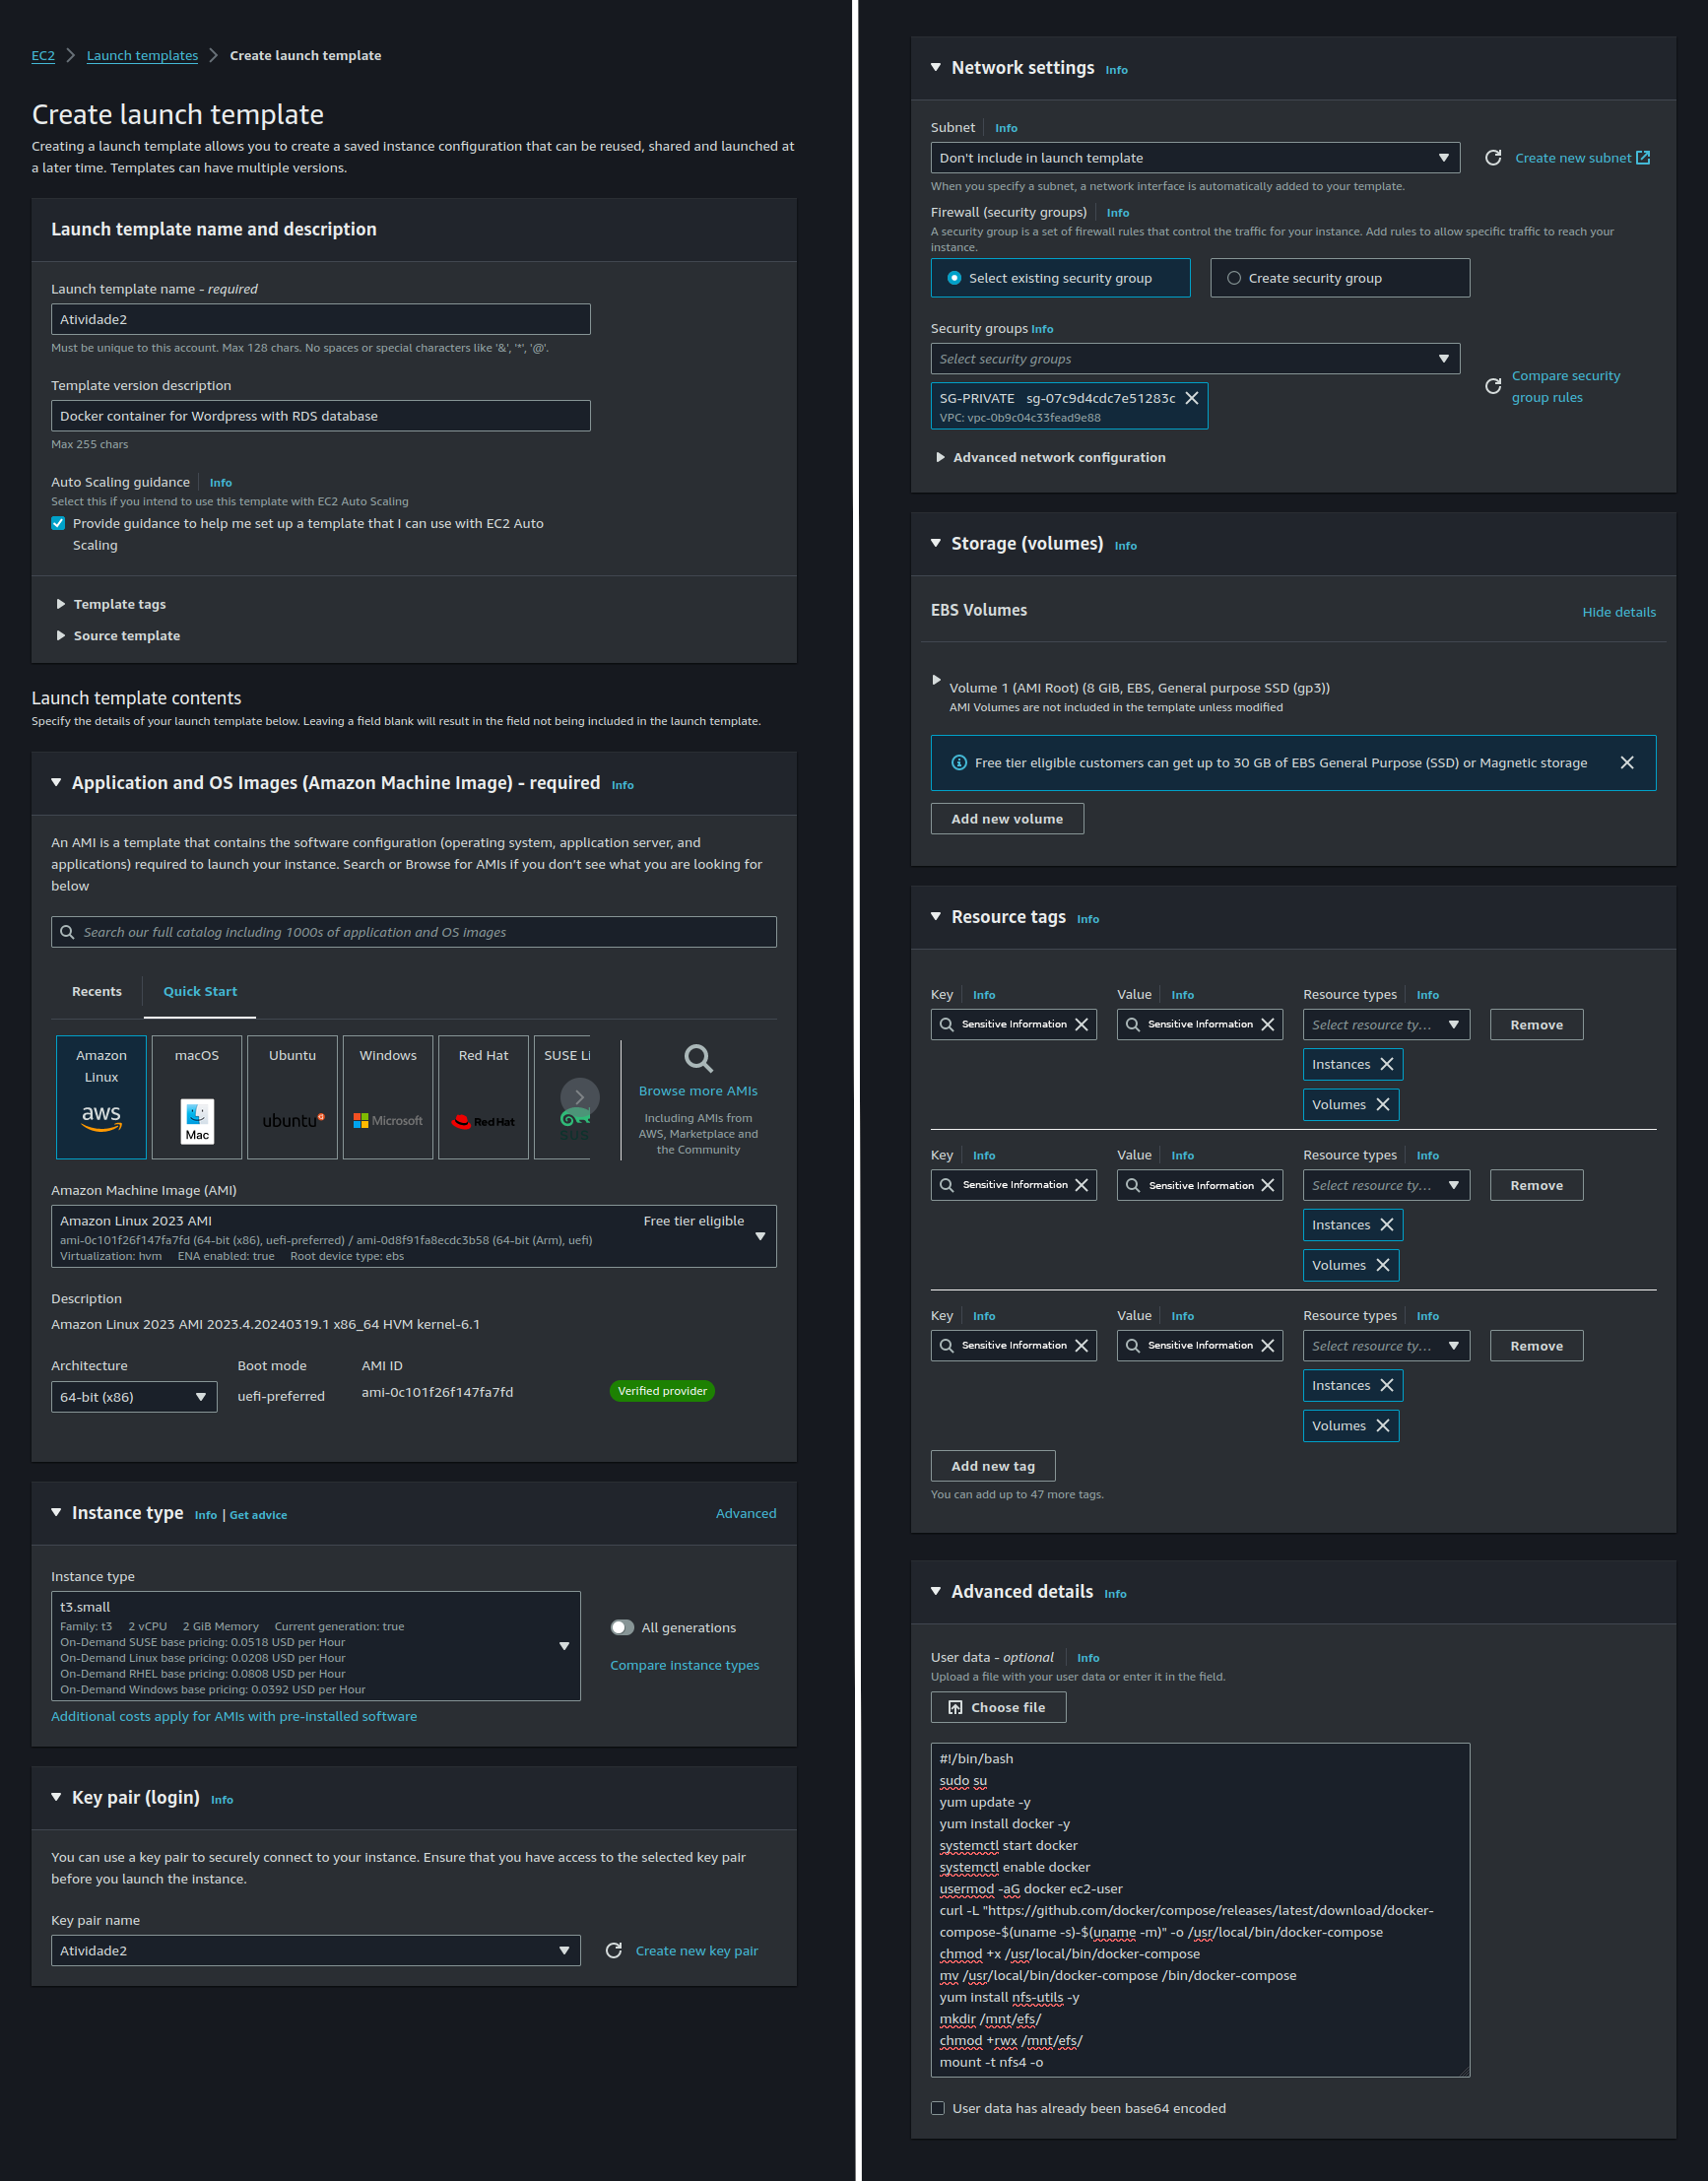 EC2 > Launch templates > Create launch template
Create launch template
Creating a launch template allows you to create a saved instance configuration that can be reused, shared and launched at
a later time. Templates can have multiple versions.
Launch template name and description
Launch template name - required
Atividade2
Must be unique to this account. Max 128 chars. No spaces or special characters like '&', '*', '@'.
Template version description
Docker container for Wordpress with RDS database
Max 255 chars
Auto Scaling guidance Info
Select this if you intend to use this template with EC2 Auto Scaling
Provide guidance to help me set up a template that I can use with EC2 Auto
Scaling
Template tags
Source template
Launch template contents
Specify the details of your launch template below. Leaving a field blank will result in the field not being included in the launch template.
Application and OS Images (Amazon Machine Image) - required Info
An AMI is a template that contains the software configuration (operating system, application server, and
applications) required to launch your instance. Search or Browse for AMIs if you don't see what you are looking for
below
Search our full catalog including 1000s of application and OS images
Recents Quick Start
Amazon
Linux
aws
macOS
Mac
Ubuntu
ubuntu
Windows
Microsoft
Red Hat
Red Hat
SUSE Li
SUS
Browse more AMIs
Including AMIs from
AWS, Marketplace and
the Community
Amazon Machine Image (AMI)
Amazon Linux 2023 AMI Free tier eligible
ami-0c101f26f147fa7fd (64-bit (x86), uefi-preferred) / ami-0d8f91fa8ecdc3b58 (64-bit (Arm), uefi)
Virtualization: hvm ENA enabled: true Root device type: ebs
Description
Amazon Linux 2023 AMI 2023.4.20240319.1 x86_64 HVM kernel-6.1
Architecture Boot mode AMI ID
64-bit (x86) uefi-preferred ami-0c101f26f147fa7fd Verified provider
Instance type Info | Get advice Advanced
Instance type
t3.small
Family: t3 2 vCPU 2 GiB Memory Current generation: true
On-Demand SUSE base pricing: 0.0518 USD per Hour
On-Demand Linux base pricing: 0.0208 USD per Hour
On-Demand RHEL base pricing: 0.0808 USD per Hour
On-Demand Windows base pricing: 0.0392 USD per Hour
All generations
Compare instance types
Additional costs apply for AMIs with pre-installed software
Key pair (login) Info
You can use a key pair to securely connect to your instance. Ensure that you have access to the selected key pair
before you launch the instance.
Key pair name
Atividade2 Create new key pair
Network settings Info
Subnet Info
Don't include in launch template Create new subnet
When you specify a subnet, a network interface is automatically added to your template.
Firewall (security groups) Info
A security group is a set of firewall rules that control the traffic for your instance. Add rules to allow specific traffic to reach your
instance.
Select existing security group Create security group
Security groups Info
Select security groups
SG-PRIVATE sg-07c9d4cdc7e51283c
VPC: vpc-0b9c04c33fead9e88
Compare security
group rules
Advanced network configuration
Storage (volumes) Info
EBS Volumes Hide details
Volume 1 (AMI Root) (8 GiB, EBS, General purpose SSD (gp3))
AMI Volumes are not included in the template unless modified
Free tier eligible customers can get up to 30 GB of EBS General Purpose (SSD) or Magnetic storage
Add new volume
Resource tags Info
Key Info Value Info Resource types Info
Sensitive Information Sensitive Information Select resource ty... Remove
Instances
Volumes
Key Info Value Info Resource types Info
Sensitive Information Sensitive Information Select resource ty... Remove
Instances
Volumes
Key Info Value Info Resource types Info
Sensitive Information Sensitive Information Select resource ty... Remove
Instances
Volumes
Add new tag
You can add up to 47 more tags.
Advanced details Info
User data - optional Info
Upload a file with your user data or enter it in the field.
Choose file
#!/bin/bash
sudo su
yum update -y
yum install docker -y
systemctl start docker
systemctl enable docker
usermod -aG docker ec2-user
curl -L "https://github.com/docker/compose/releases/latest/download/docker-
compose-$(uname -s)-$(uname -m)" -o /usr/local/bin/docker-compose
chmod +x /usr/local/bin/docker-compose
mv /usr/local/bin/docker-compose /bin/docker-compose
yum install nfs-utils -y
mkdir /mnt/efs/
chmod +rwx /mnt/efs/
mount -t nfs4 -o
User data has already been base64 encoded